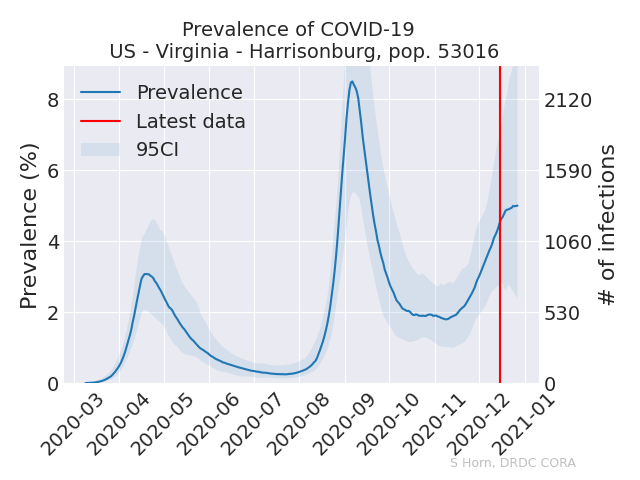 Prevalence of COVID-19
US - Virginia - Harrisonburg, pop. 53016
Prevalence
Latest data
95CI
Prevalence (%)
8
6
4
2
0
2120
1590
1060
530
0
# of infections
2020-03
2020-04
2020-05
2020-06
2020-07
2020-08
2020-09
2020-10
2020-11
2020-12
2021-01
S Horn, DRDC CORA